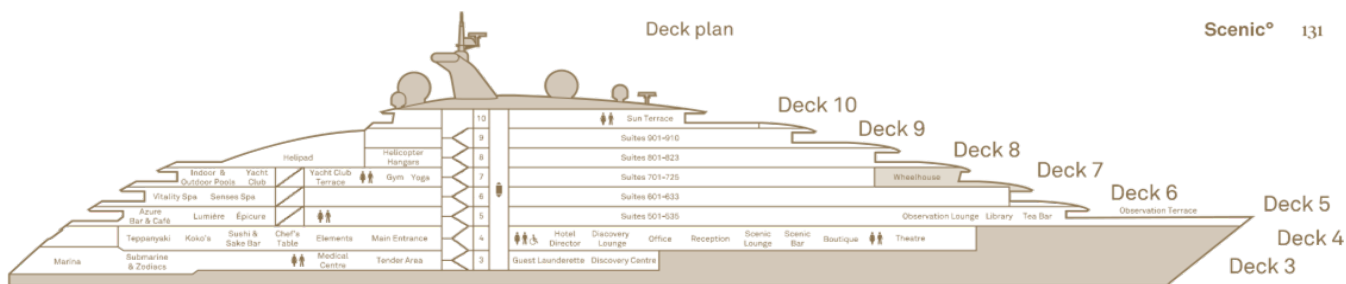 Deck plan
Scenic° 131
Deck 10
10 Sun Terrace
Deck 9
9 Suites 901-910
Deck 8
Helipad Helicopter Hangars 8 Suites 801-823
Deck 7
Indoor & Outdoor Pools Yacht Club Yacht Club Terrace Gym Yoga 7 Suites 701-725 Wheelhouse
Deck 6
Vitality Spa Senses Spa 6 Suites 601-633
Deck 5
Azure Bar & Café Lumière Épicure 5 Suites 501-535 Observation Lounge Library Tea Bar Observation Terrace
Deck 4
Teppanyaki Koko's Sushi & Sake Bar Chef's Table Elements Main Entrance 4 Hotel Director Discovery Lounge Office Reception Scenic Lounge Scenic Bar Boutique Theatre
Deck 3
Marina Submarine & Zodiacs Medical Centre Tender Area 3 Guest Launderette Discovery Centre